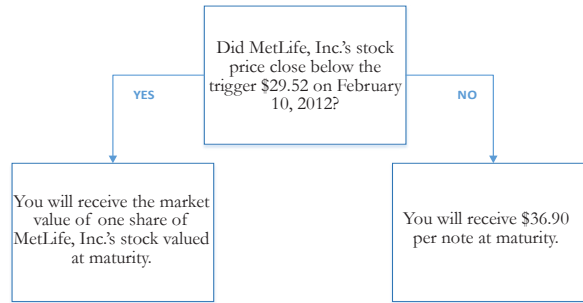 Did MetLife, Inc.'s stock
price close below the
trigger $29.52 on February
10, 2012?
YES
NO
You will receive the market
value of one share of
MetLife, Inc.'s stock valued
at maturity.
You will receive $36.90
per note at maturity.